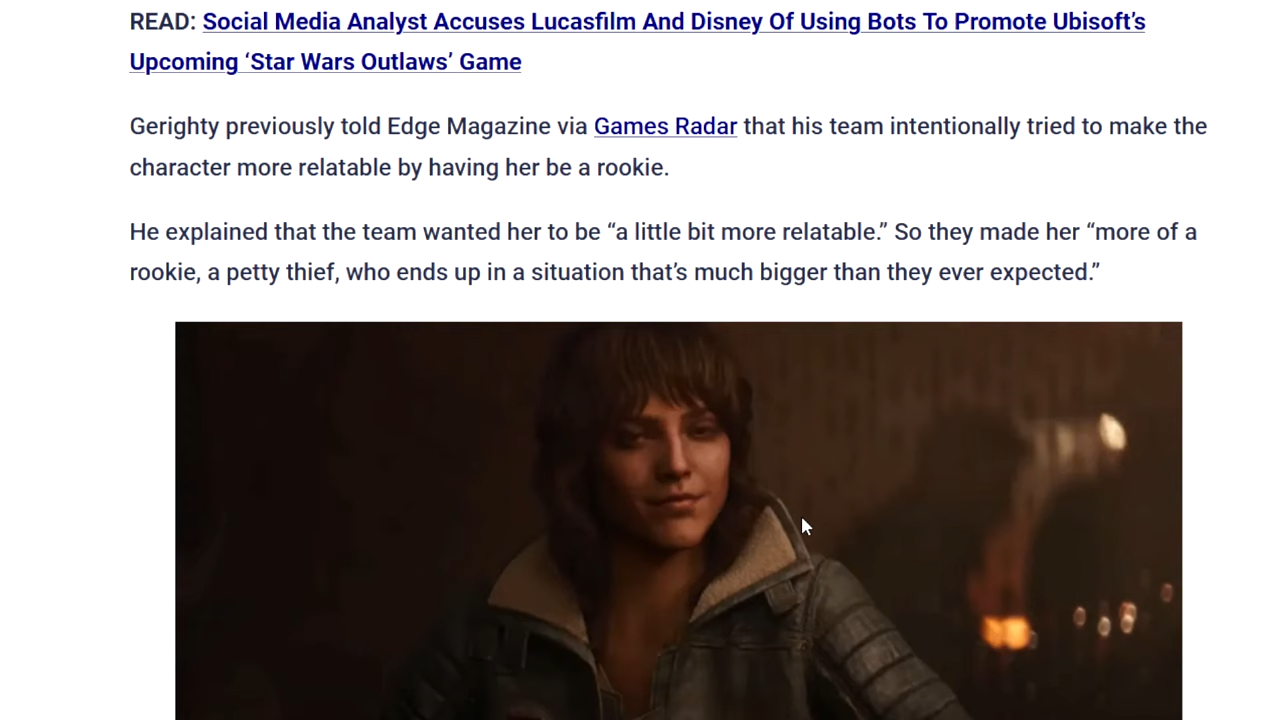 READ: Social Media Analyst Accuses Lucasfilm And Disney Of Using Bots To Promote Ubisoft’s
Upcoming ‘Star Wars Outlaws’ Game
Gerighty previously told Edge Magazine via Games Radar that his team intentionally tried to make the
character more relatable by having her be a rookie.
He explained that the team wanted her to be “a little bit more relatable.” So they made her “more of a
rookie, a petty thief, who ends up in a situation that’s much bigger than they ever expected.”